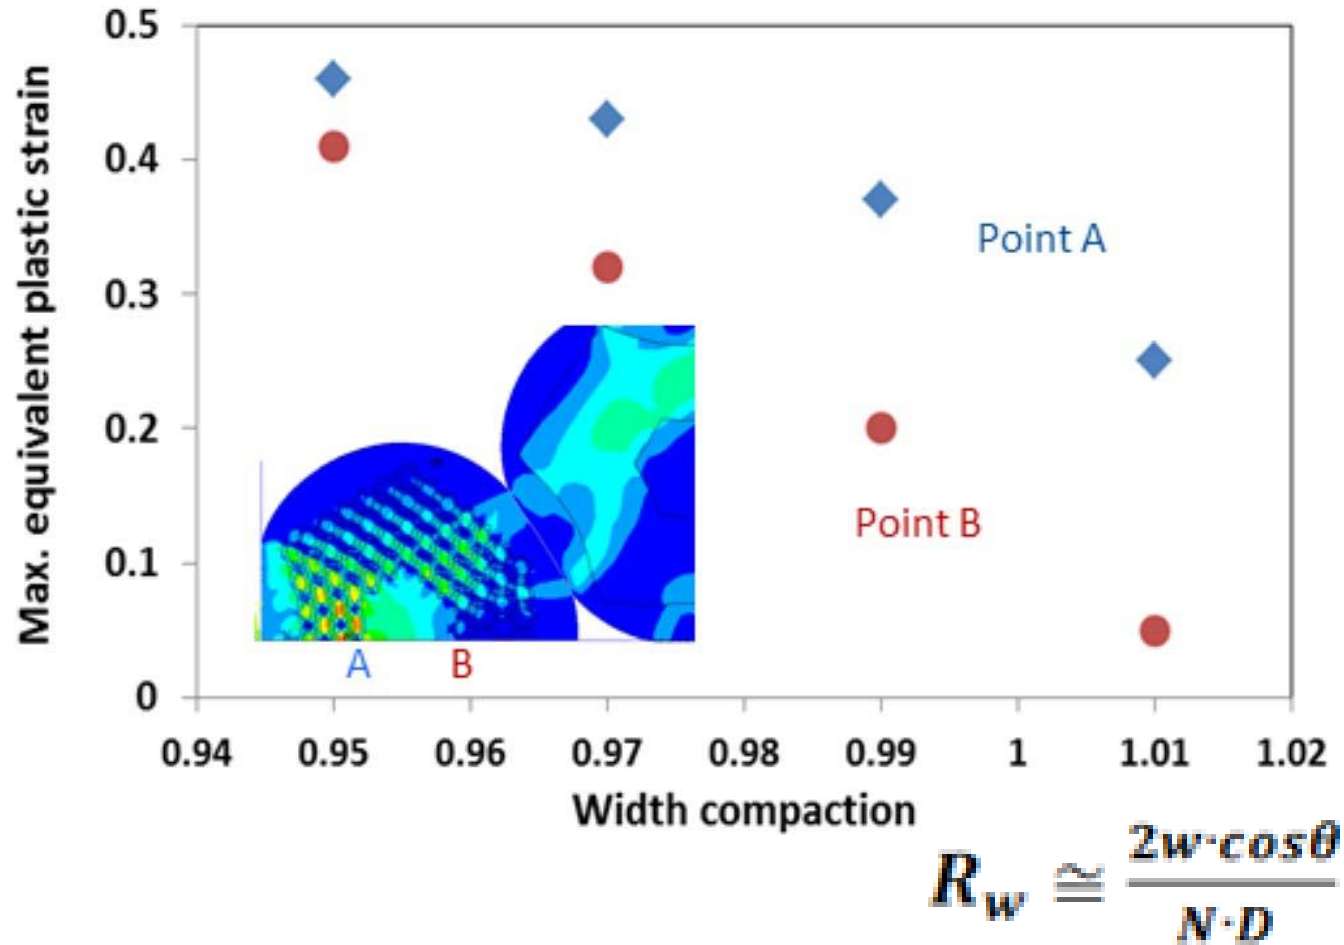 Max. equivalent plastic strain
0.5
0.4
0.3
0.2
0.1
0
Point A
Point B
A B
0.94 0.95 0.96 0.97 0.98 0.99 1 1.01 1.02
Width compaction
R_w ≅ 2w·cosθ / N·D